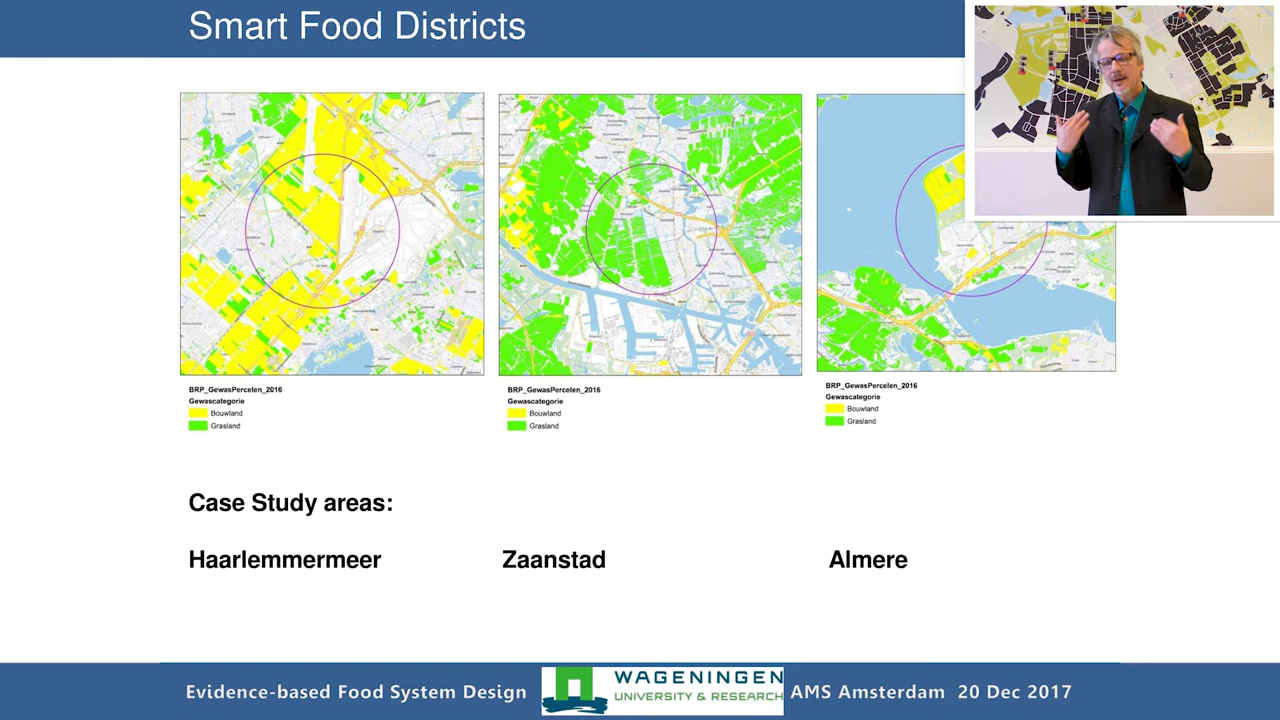 Smart Food Districts
BRP_GewasPercelen_2016
Gewascategorie
Bouwland
Grasland
BRP_GewasPercelen_2016
Gewascategorie
Bouwland
Grasland
BRP_GewasPercelen_2016
Gewascategorie
Bouwland
Grasland
Case Study areas:
Haarlemmermeer
Zaanstad
Almere
Evidence-based Food System Design
WAGENINGEN
UNIVERSITY & RESEARCH
AMS Amsterdam 20 Dec 2017